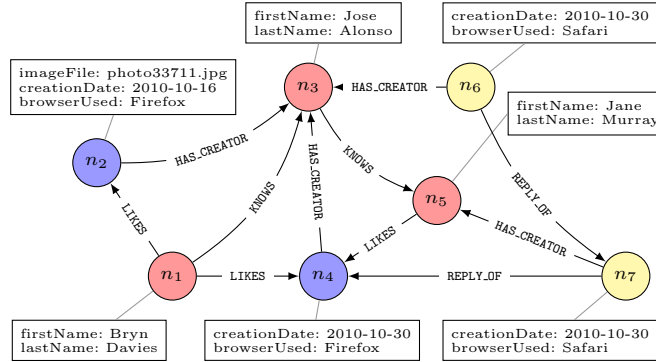 firstName: Jose
lastName: Alonso
creationDate: 2010-10-30
browserUsed: Safari
imageFile: photo33711.jpg
creationDate: 2010-10-16
browserUsed: Firefox
n3
HAS_CREATOR
n6
firstName: Jane
lastName: Murray
n2
HAS_CREATOR
HAS_CREATOR
KNOWS
KNOWS
REPLY_OF
n5
LIKES
LIKES
HAS_CREATOR
n1
LIKES
n4
REPLY_OF
n7
firstName: Bryn
lastName: Davies
creationDate: 2010-10-30
browserUsed: Firefox
creationDate: 2010-10-30
browserUsed: Safari